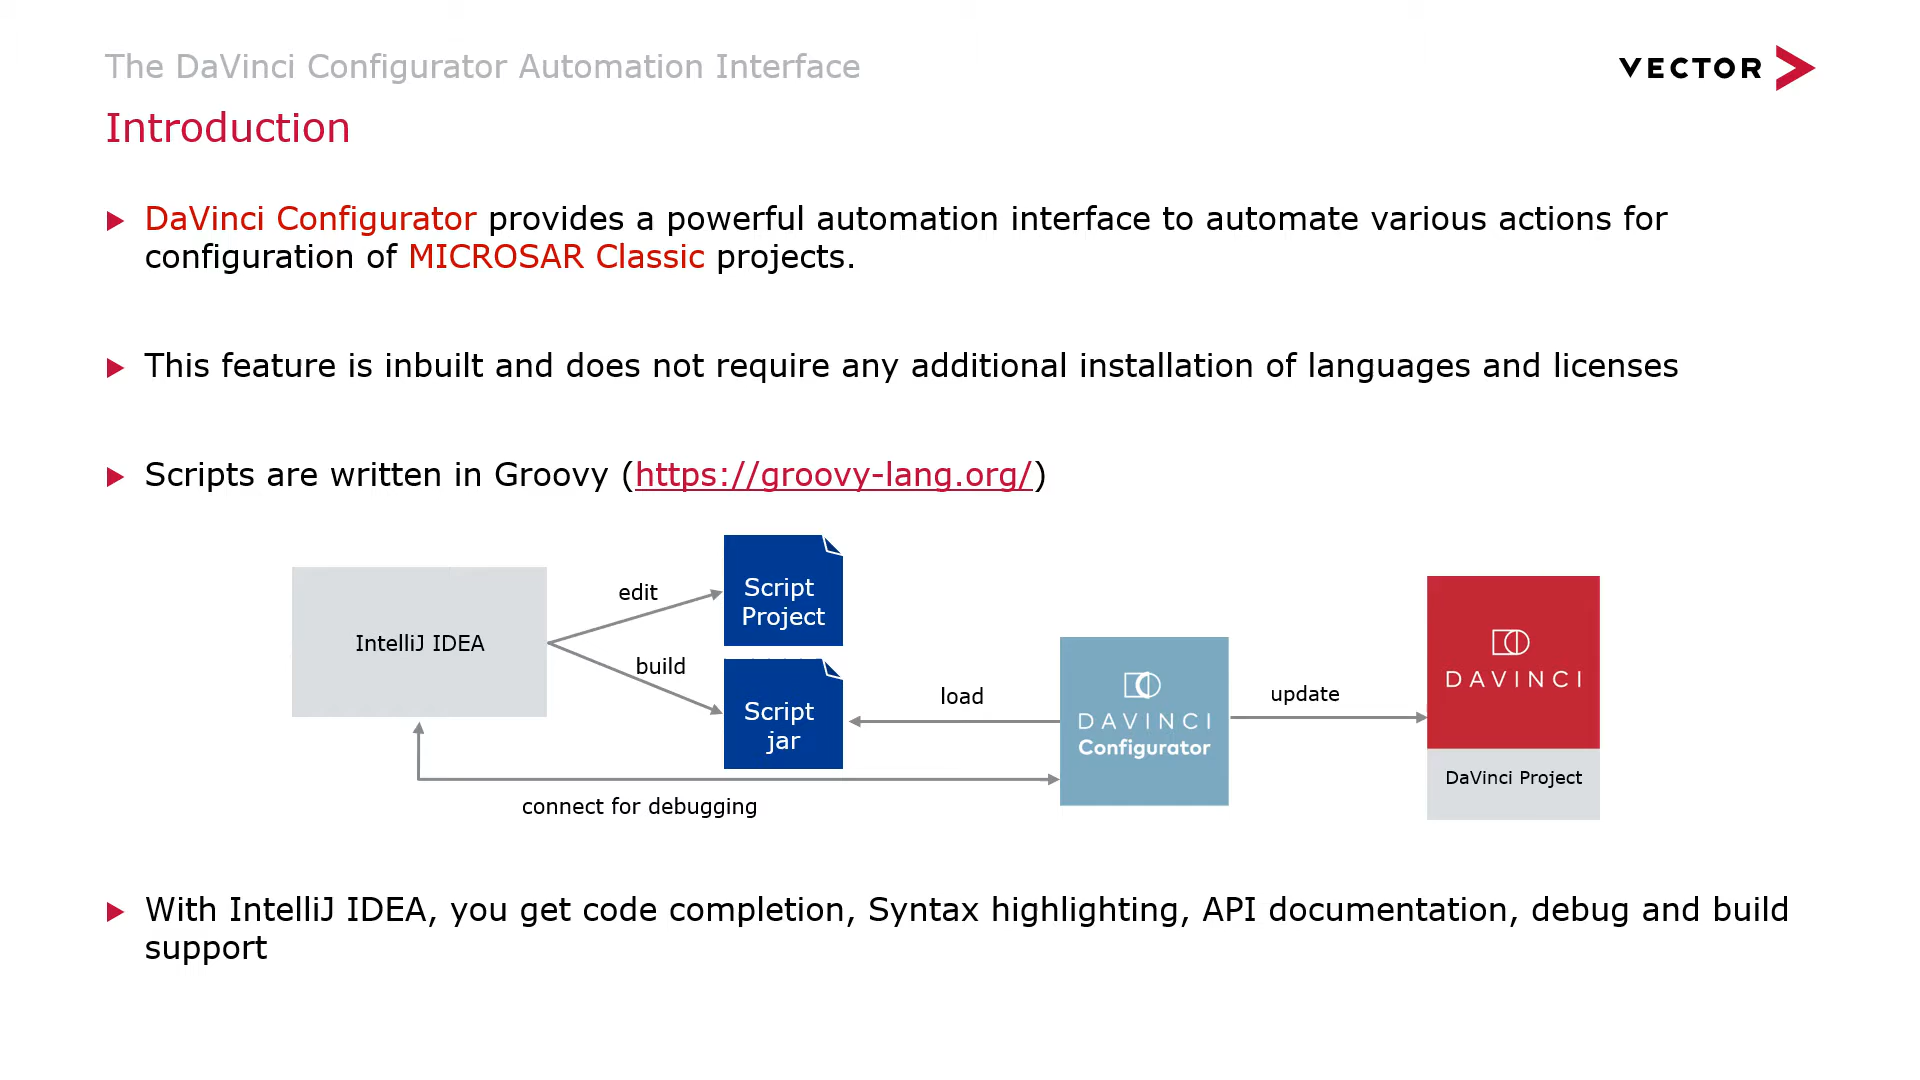 The DaVinci Configurator Automation Interface
VECTOR
Introduction
DaVinci Configurator provides a powerful automation interface to automate various actions for
configuration of MICROSAR Classic projects.
This feature is inbuilt and does not require any additional installation of languages and licenses
Scripts are written in Groovy (https://groovy-lang.org/)
IntelliJ IDEA
edit
build
Script
Project
Script
jar
load
DAVINCI
Configurator
update
DAVINCI
DaVinci Project
connect for debugging
With IntelliJ IDEA, you get code completion, Syntax highlighting, API documentation, debug and build
support